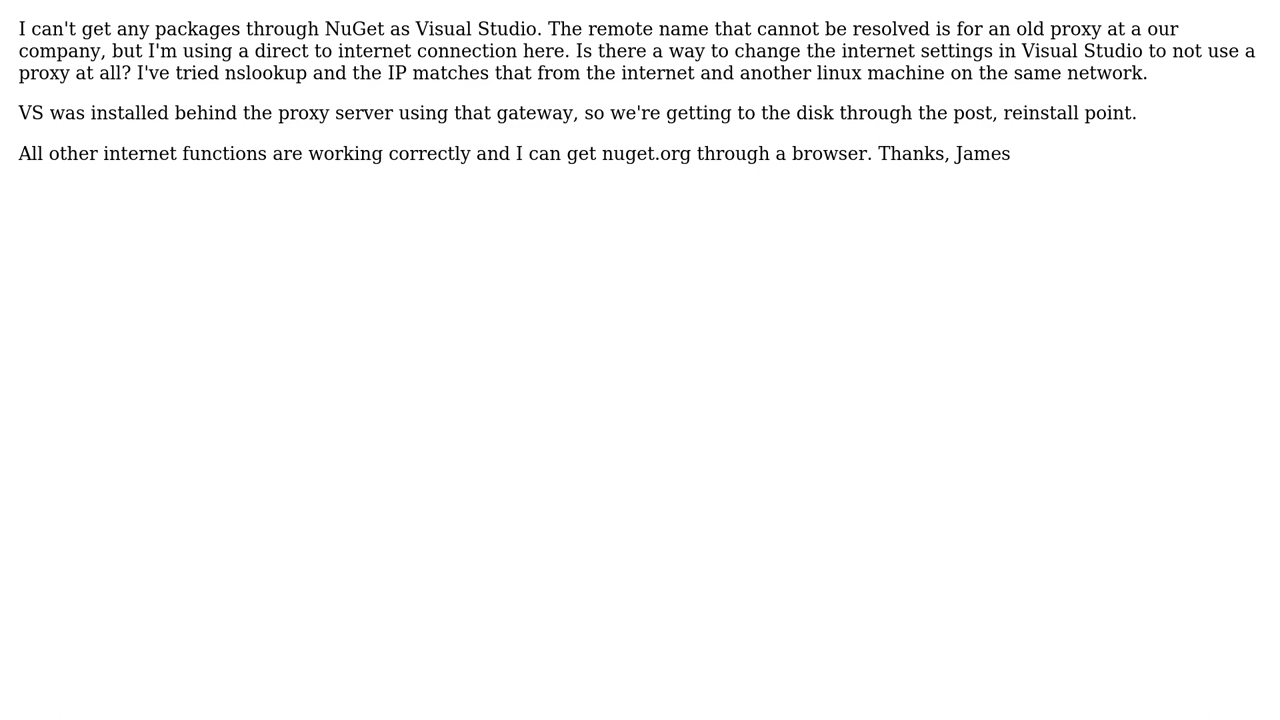 I can't get any packages through NuGet as Visual Studio. The remote name that cannot be resolved is for an old proxy at a our
company, but I'm using a direct to internet connection here. Is there a way to change the internet settings in Visual Studio to not use a
proxy at all? I've tried nslookup and the IP matches that from the internet and another linux machine on the same network.
VS was installed behind the proxy server using that gateway, so we're getting to the disk through the post, reinstall point.
All other internet functions are working correctly and I can get nuget.org through a browser. Thanks, James